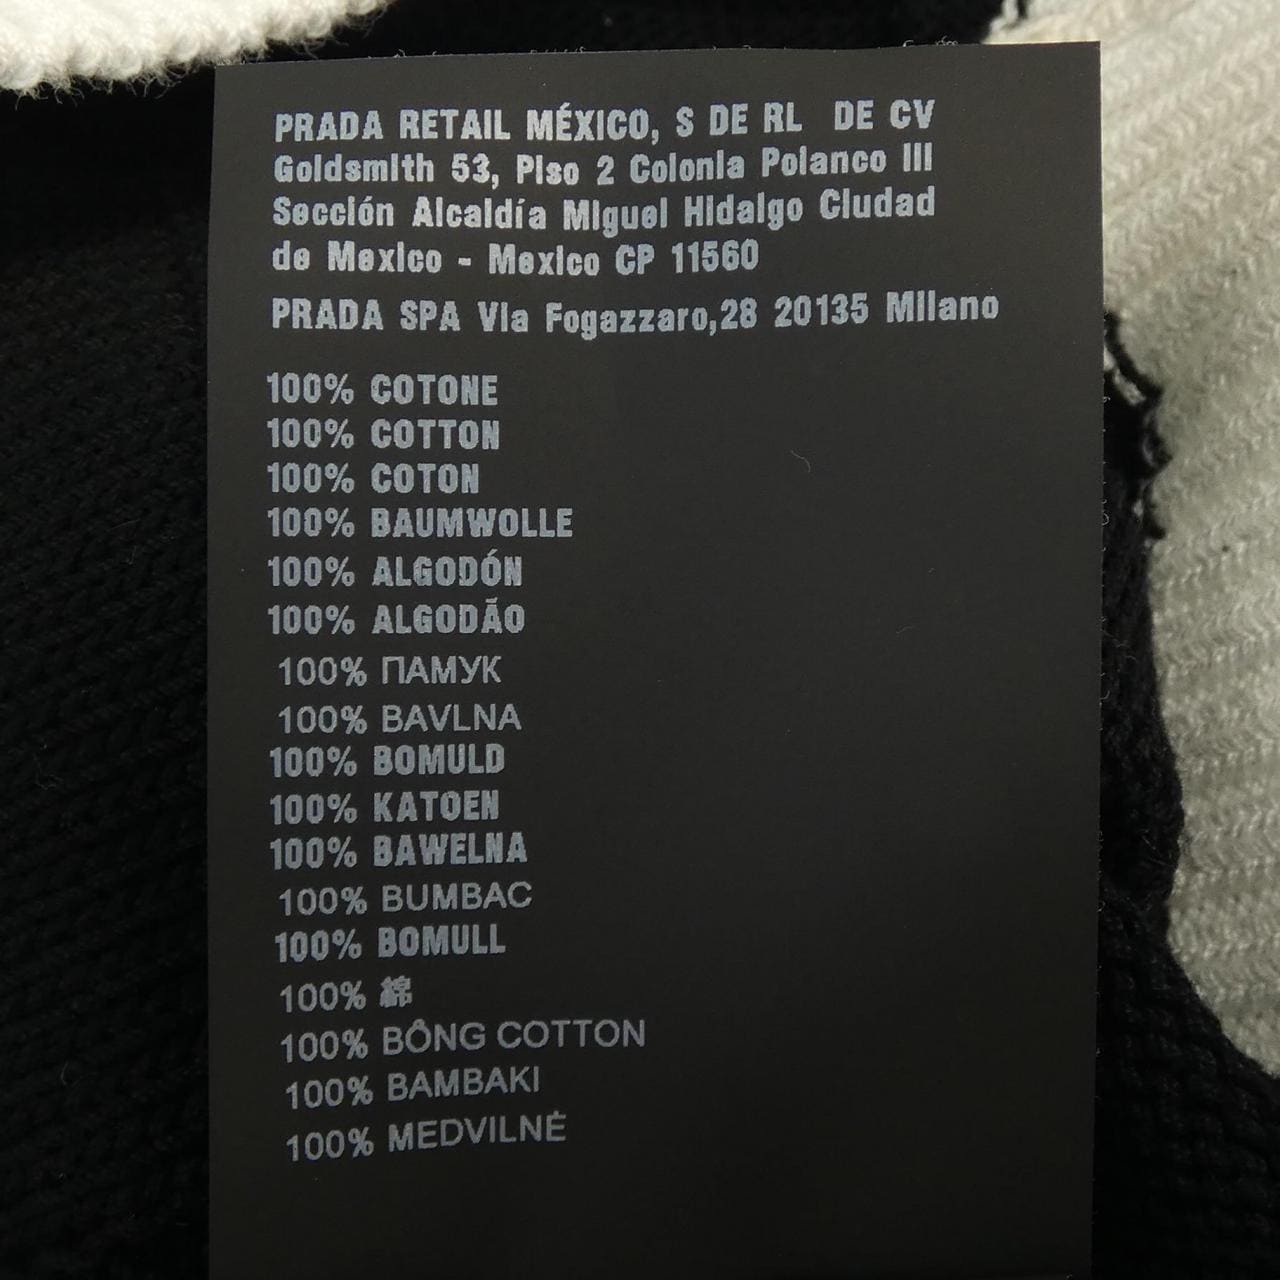 PRADA RETAIL MÉXICO, S DE RL DE CV
Goldsmith 53, Piso 2 Colonia Polanco III
Sección Alcaldía Miguel Hidalgo Ciudad
de Mexico - Mexico CP 11560
PRADA SPA Via Fogazzaro,28 20135 Milano
100% COTONE
100% COTTON
100% COTON
100% BAUMWOLLE
100% ALGODÓN
100% ALGODÃO
100% ПАМУК
100% BAVLNA
100% BOMULD
100% KATOEN
100% BAWELNA
100% BUMBAC
100% BOMULL
100% 綿
100% BÔNG COTTON
100% BAMBAKI
100% MEDVILNĖ